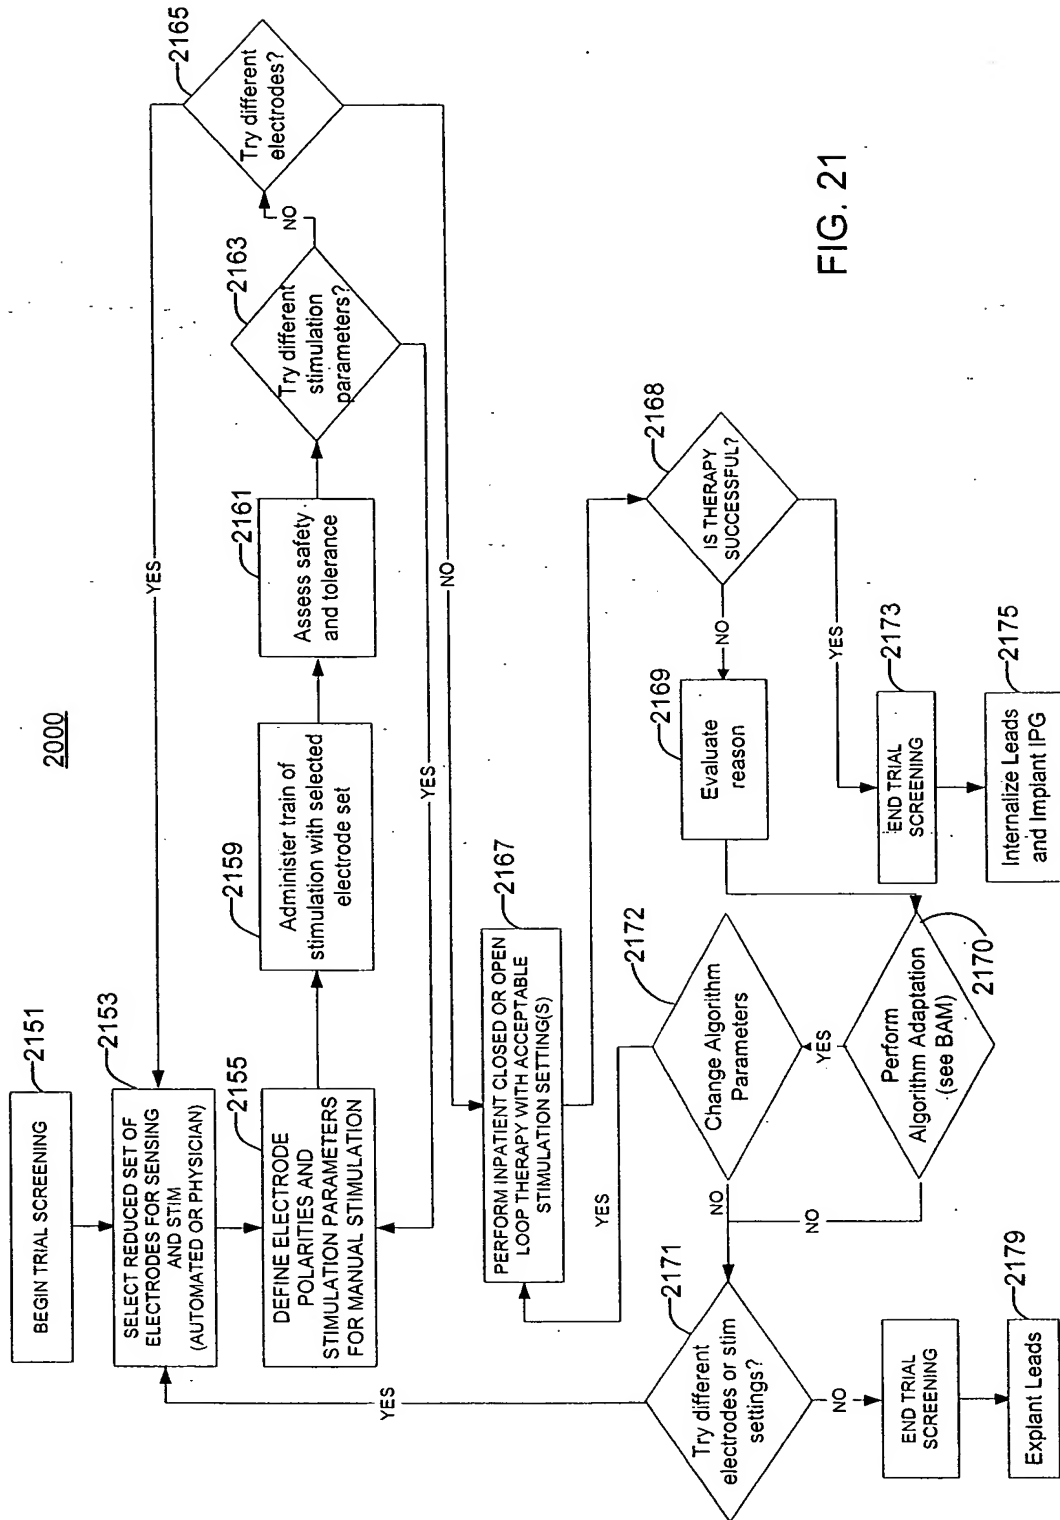 2000
2151
BEGIN TRIAL SCREENING
2153
SELECT REDUCED SET OF
ELECTRODES FOR SENSING
AND STIM
(AUTOMATED OR PHYSICIAN)
2155
DEFINE ELECTRODE
POLARITIES AND
STIMULATION PARAMETERS
FOR MANUAL STIMULATION
2159
Administer train of
stimulation with selected
electrode set
2161
Assess safety
and tolerance
2163
Try different
stimulation
parameters?
NO
YES
2165
Try different
electrodes?
YES
NO
2167
PERFORM INPATIENT CLOSED OR OPEN
LOOP THERAPY WITH ACCEPTABLE
STIMULATION SETTING(S)
2168
IS THERAPY
SUCCESSFUL?
NO
YES
2169
Evaluate
reason
2173
END TRIAL
SCREENING
2175
Internalize Leads
and Implant IPG
2170
Perform
Algorithm Adaptation
(see BAM)
YES
NO
2172
Change Algorithm
Parameters
YES
NO
2171
Try different
electrodes or stim
settings?
YES
NO
END TRIAL
SCREENING
2179
Explant Leads
FIG. 21